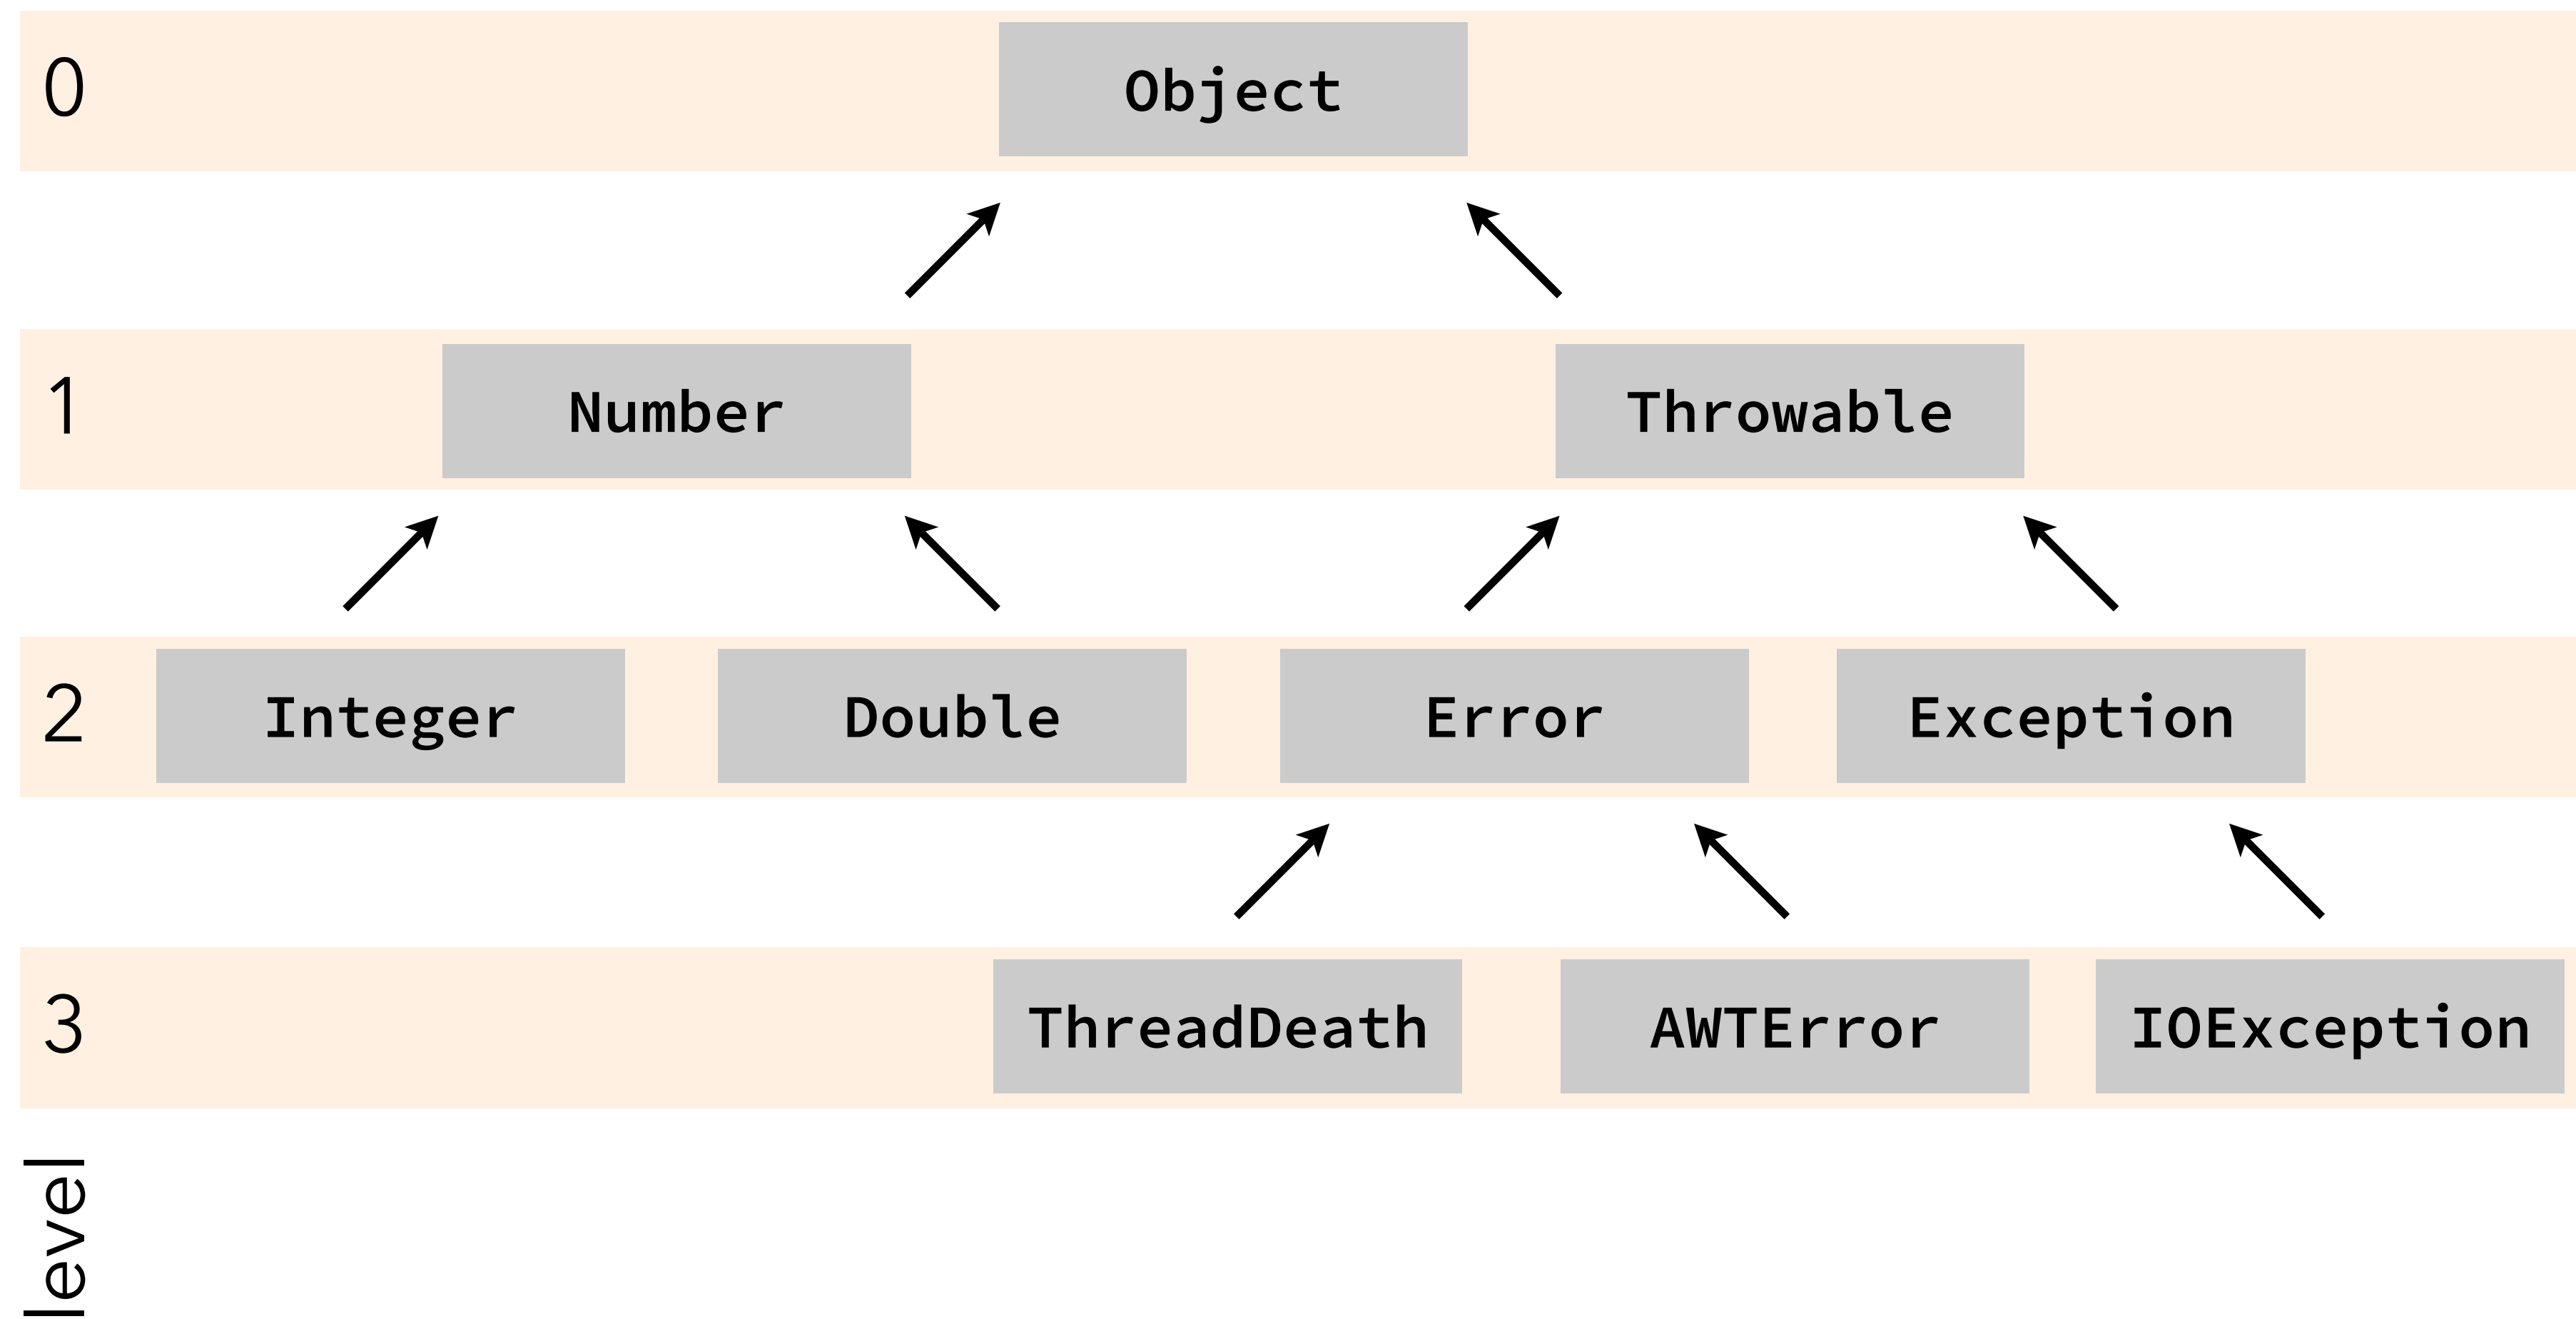 0
Object
1
Number
Throwable
2
Integer
Double
Error
Exception
3
ThreadDeath
AWTError
IOException
level